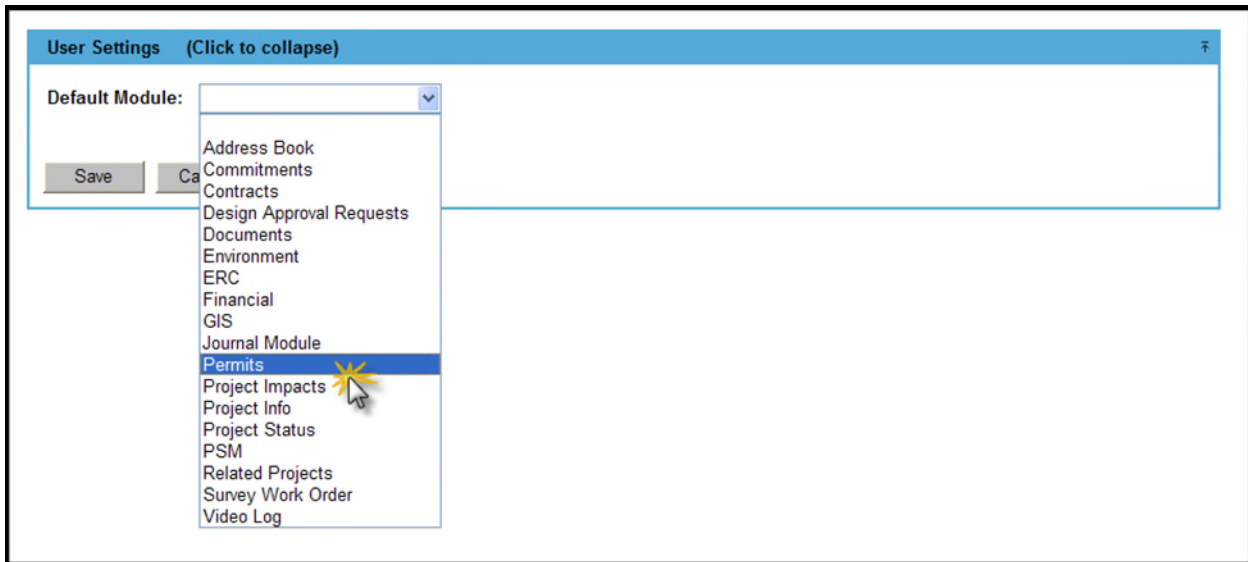 User Settings (Click to collapse)
Default Module:
Address Book
Commitments
Contracts
Design Approval Requests
Documents
Environment
ERC
Financial
GIS
Journal Module
Permits
Project Impacts
Project Info
Project Status
PSM
Related Projects
Survey Work Order
Video Log
Save
Ca